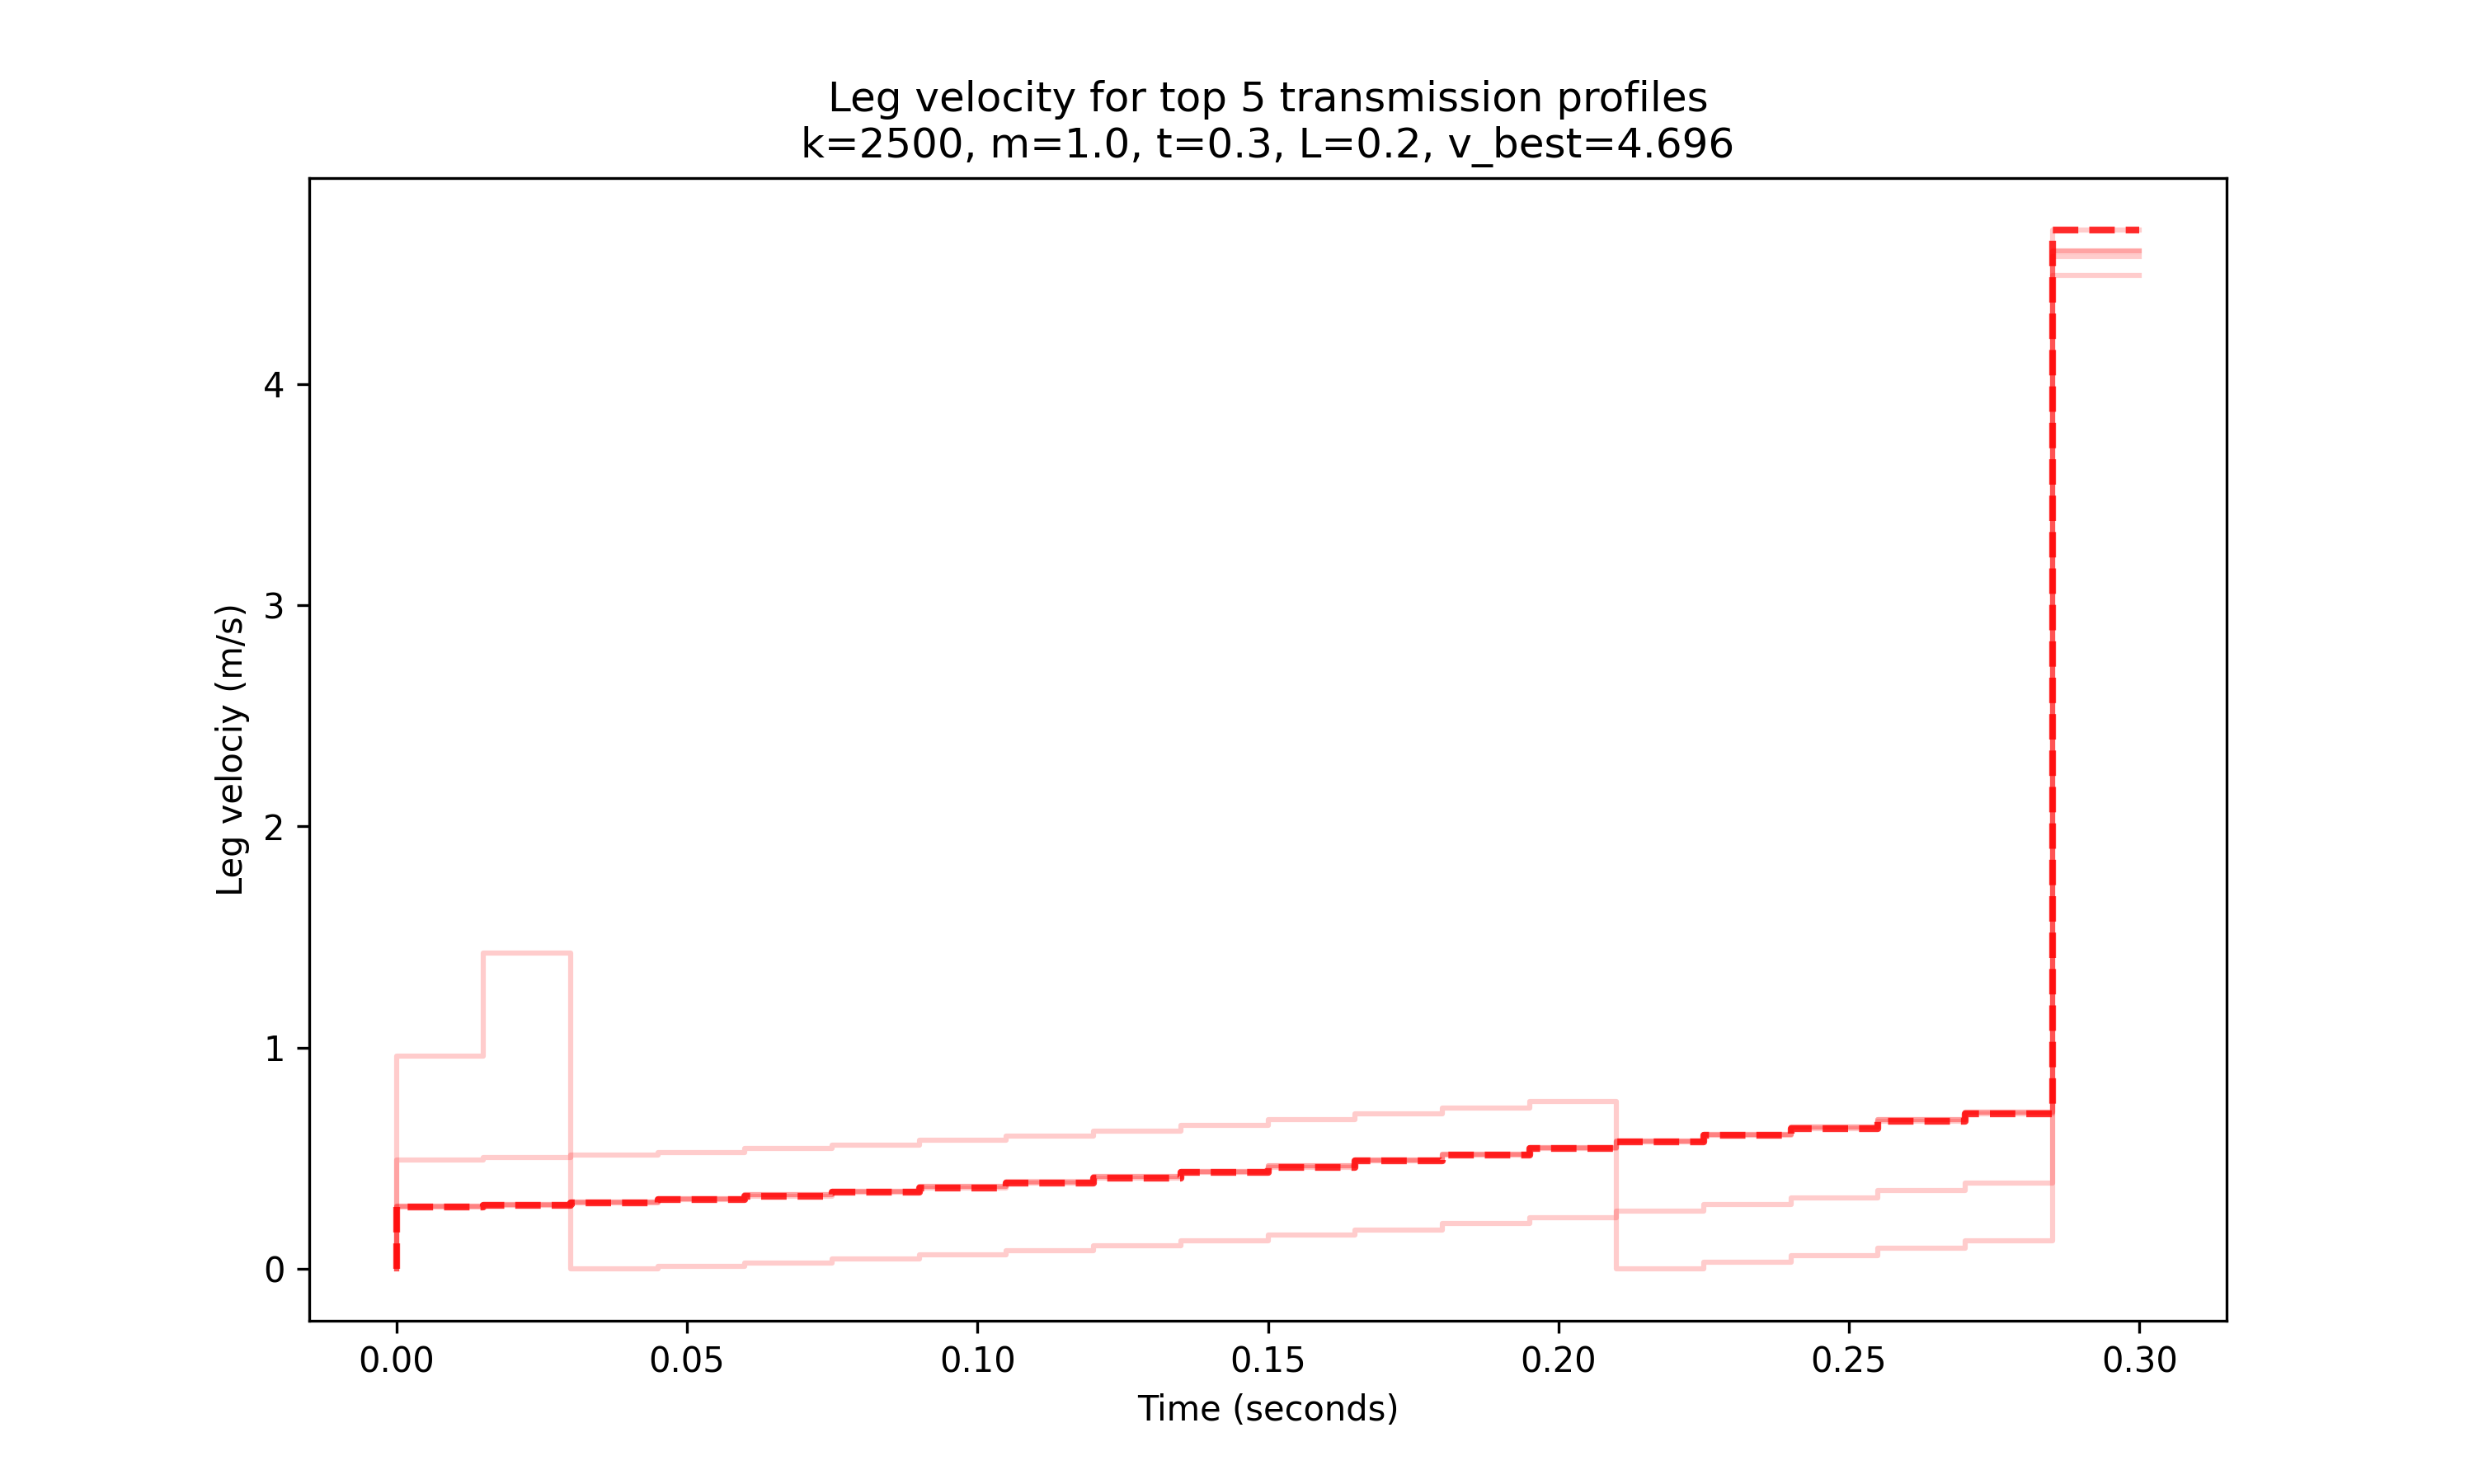 Leg velocity for top 5 transmission profiles
k=2500, m=1.0, t=0.3, L=0.2, v_best=4.696
Leg velociy (m/s)
4
3
2
1
0
0.00 0.05 0.10 0.15 0.20 0.25 0.30
Time (seconds)